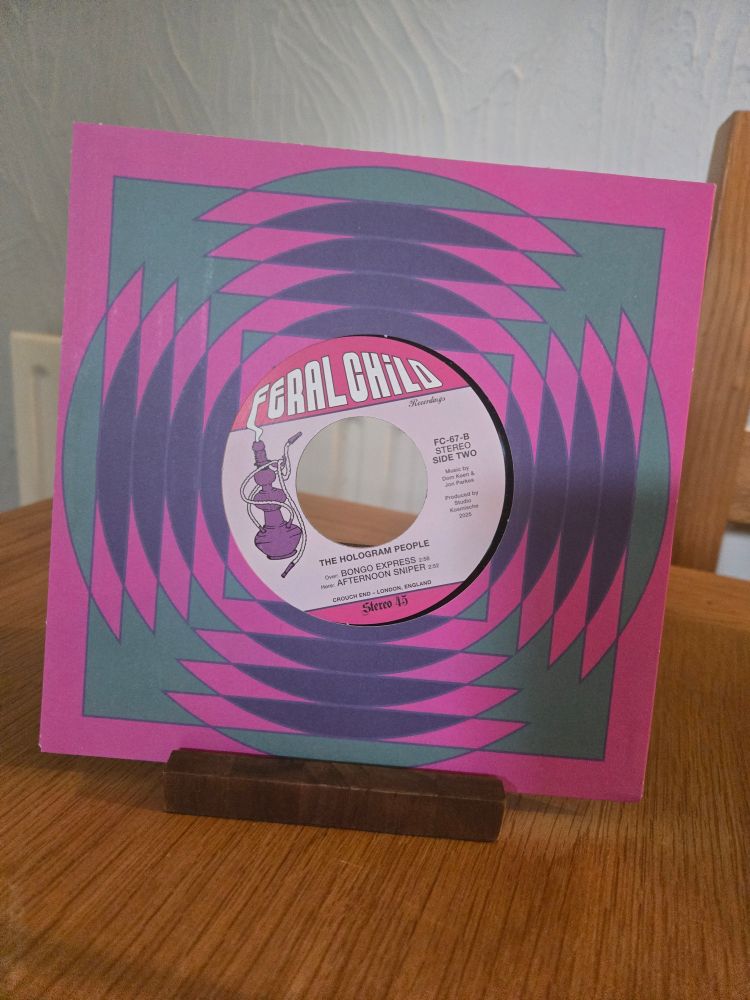 FERAL CHILD
Recordings
FC-67-B
STEREO
SIDE TWO
Music by
Dom Keen &
Jon Parkes
Produced by
Studio
Kosmische
2025
THE HOLOGRAM PEOPLE
Over: BONGO EXPRESS 2:58
Here: AFTERNOON SNIPER 2:52
CROUCH END – LONDON, ENGLAND
Stereo 45